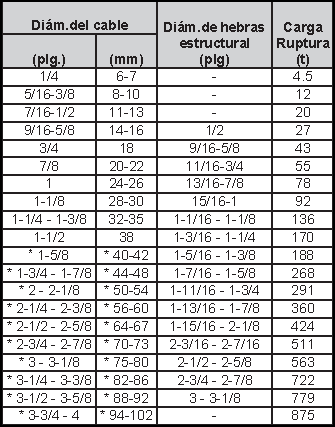 Diám.del cable Diám.de hebras estructural (plg) Carga Ruptura (t)
(plg.) (mm)
1/4 6-7 - 4.5
5/16-3/8 8-10 - 12
7/16-1/2 11-13 - 20
9/16-5/8 14-16 1/2 27
3/4 18 9/16-5/8 43
7/8 20-22 11/16-3/4 55
1 24-26 13/16-7/8 78
1-1/8 28-30 15/16-1 92
1-1/4 - 1-3/8 32-35 1-1/16 - 1-1/8 136
1-1/2 38 1-3/16 - 1-1/4 170
* 1-5/8 * 40-42 1-5/16 - 1-3/8 188
* 1-3/4 - 1-7/8 * 44-48 1-7/16 - 1-5/8 268
* 2 - 2-1/8 * 50-54 1-11/16 - 1-3/4 291
* 2-1/4 - 2-3/8 * 56-60 1-13/16 - 1-7/8 360
* 2-1/2 - 2-5/8 * 64-67 1-15/16 - 2-1/8 424
* 2-3/4 - 2-7/8 * 70-73 2-3/16 - 2-7/16 511
* 3 - 3-1/8 * 75-80 2-1/2 - 2-5/8 563
* 3-1/4 - 3-3/8 * 82-86 2-3/4 - 2-7/8 722
* 3-1/2 - 3-5/8 * 88-92 3 - 3-1/8 779
* 3-3/4 - 4 * 94-102 - 875